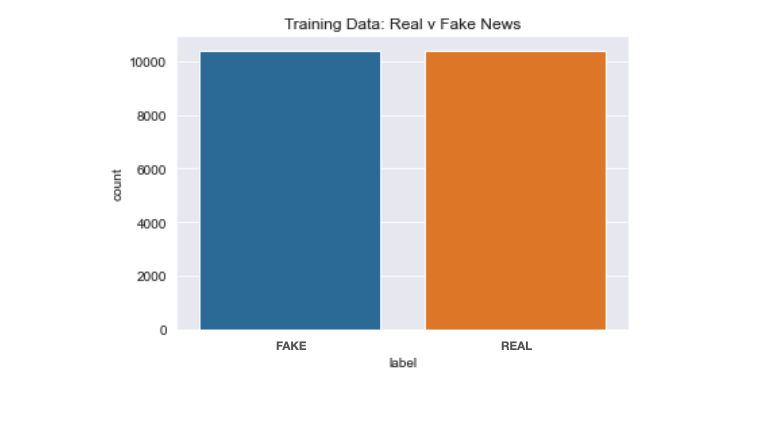 Training Data: Real v Fake News
10000
8000
6000
4000
2000
0
count
FAKE
REAL
label